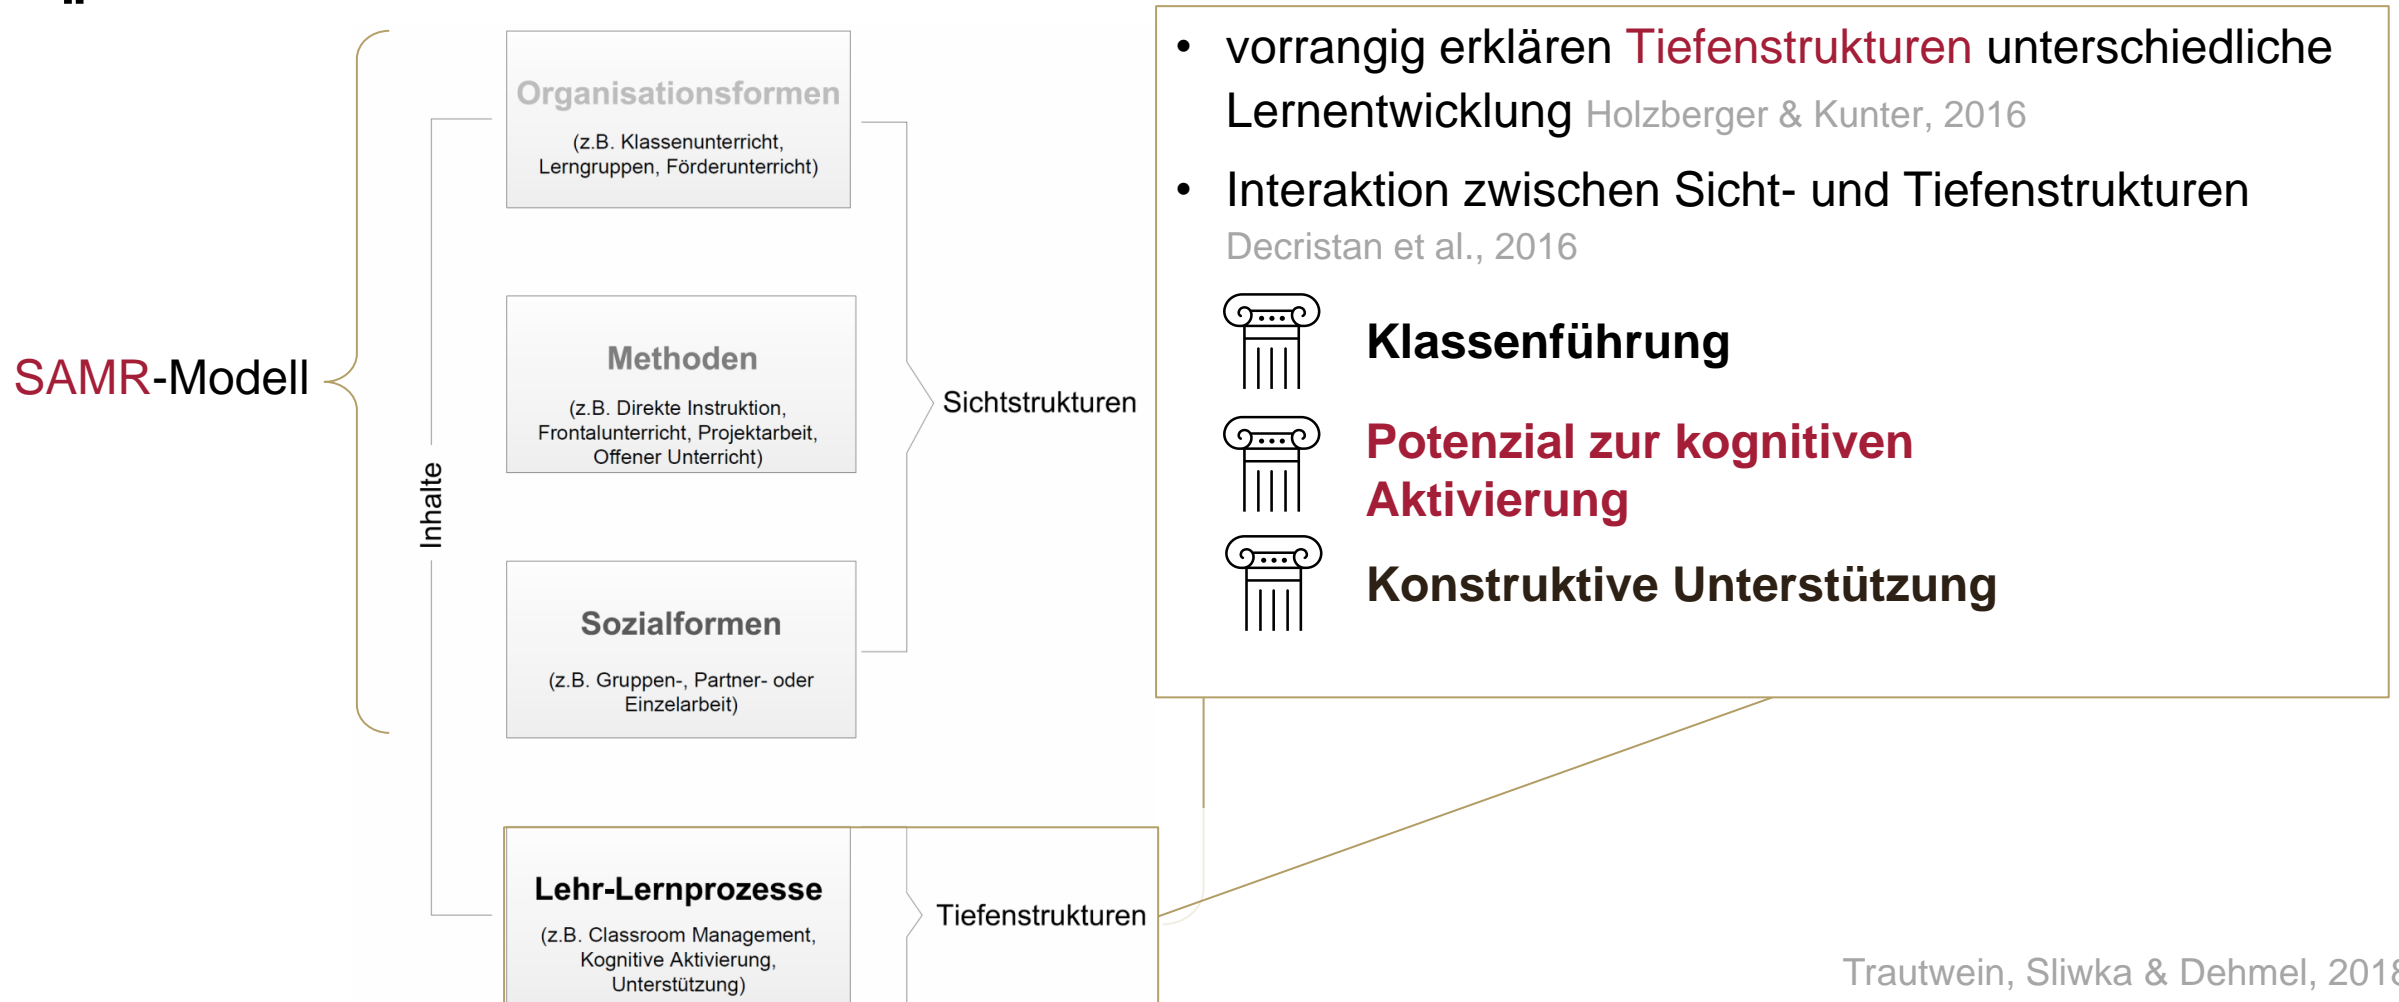 SAMR-Modell
Inhalte
Organisationsformen
(z.B. Klassenunterricht,
Lerngruppen, Förderunterricht)
Methoden
(z.B. Direkte Instruktion,
Frontalunterricht, Projektarbeit,
Offener Unterricht)
Sozialformen
(z.B. Gruppen-, Partner- oder
Einzelarbeit)
Sichtstrukturen
Lehr-Lernprozesse
(z.B. Classroom Management,
Kognitive Aktivierung,
Unterstützung)
Tiefenstrukturen
• vorrangig erklären Tiefenstrukturen unterschiedliche
Lernentwicklung Holzberger & Kunter, 2016
• Interaktion zwischen Sicht- und Tiefenstrukturen
Decristan et al., 2016
Klassenführung
Potenzial zur kognitiven
Aktivierung
Konstruktive Unterstützung
Trautwein, Sliwka & Dehmel, 2018